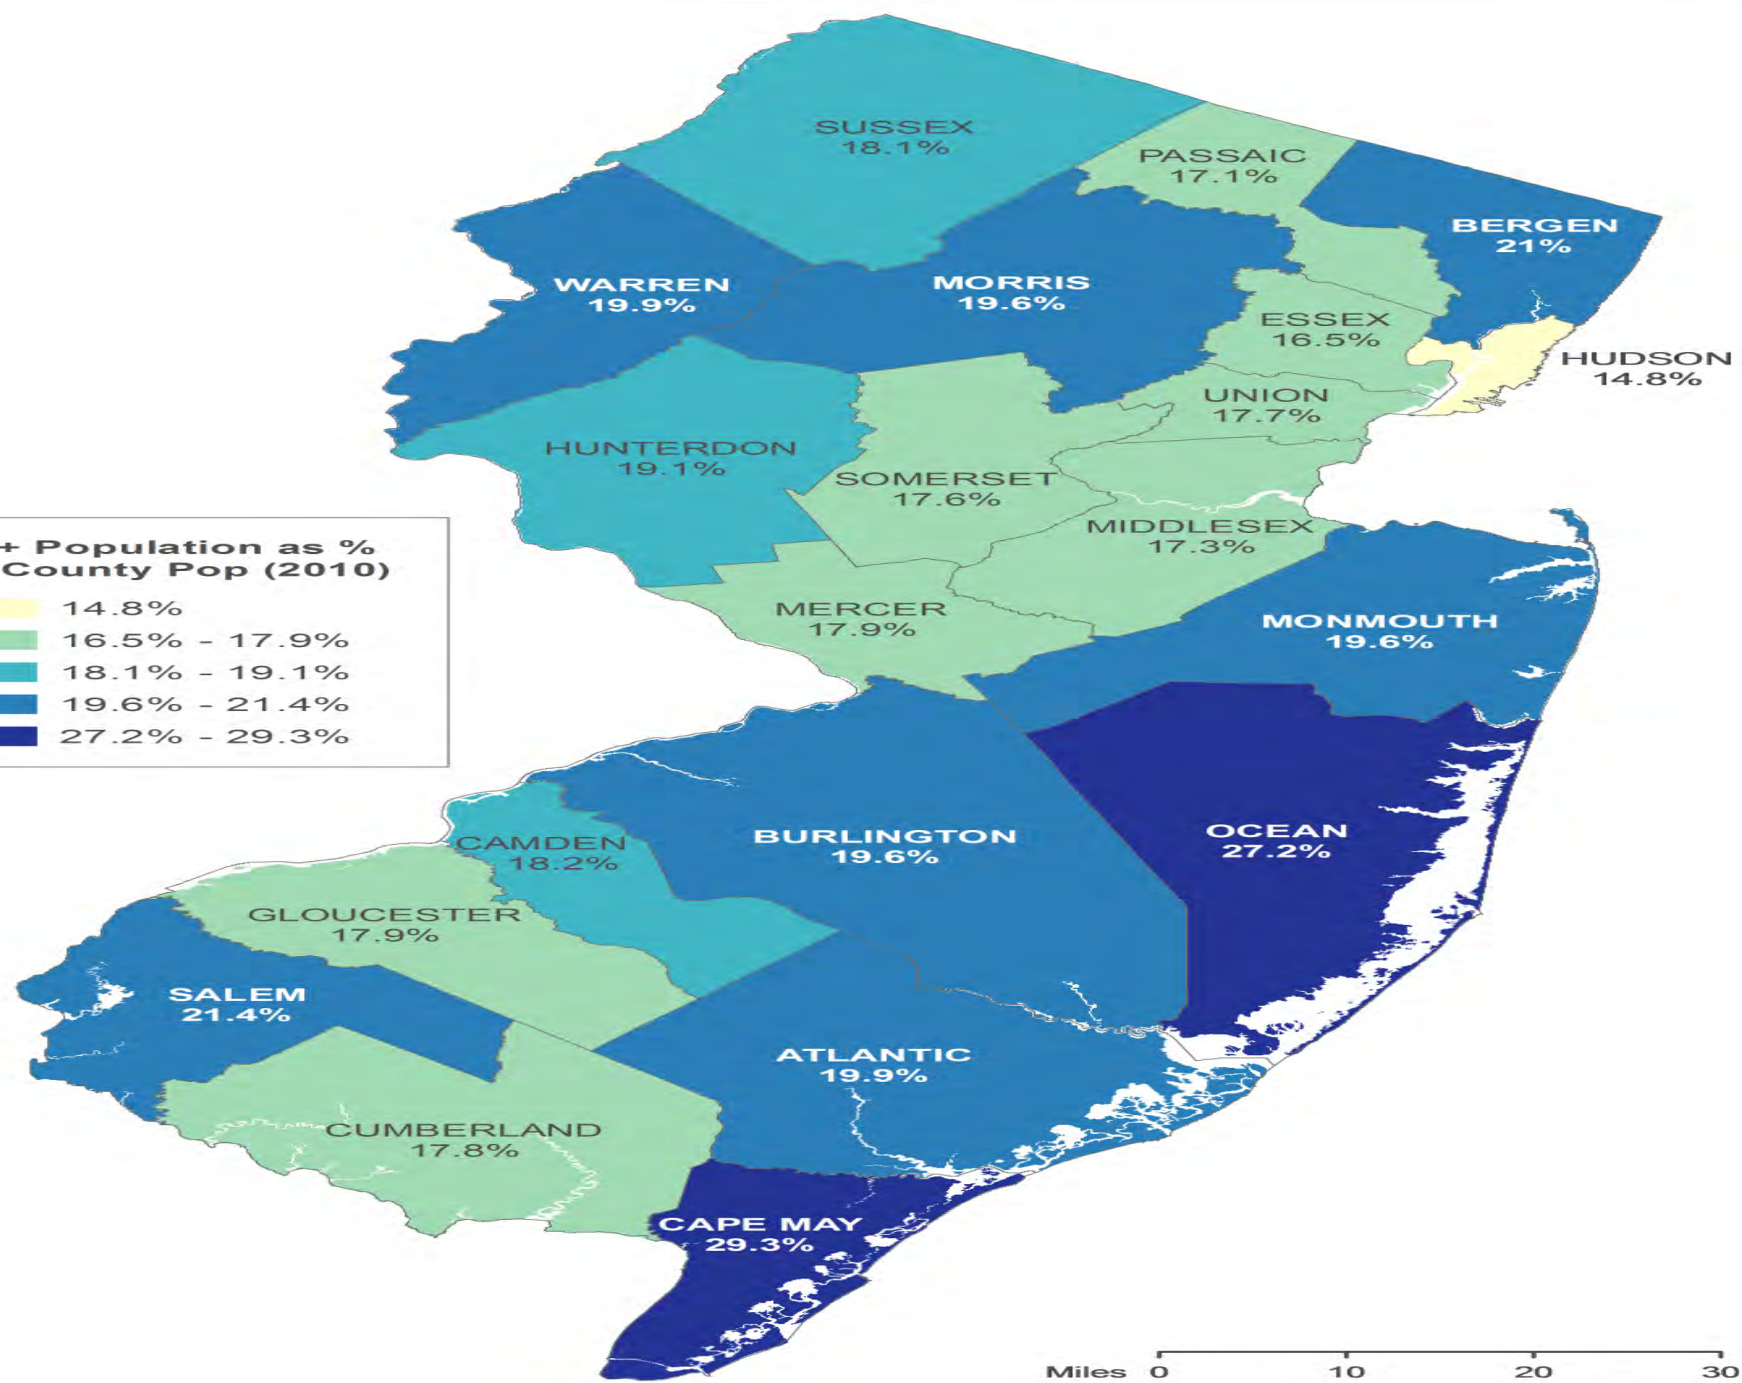 SUSSEX
18.1%
PASSAIC
17.1%
BERGEN
21%
WARREN
19.9%
MORRIS
19.6%
ESSEX
16.5%
HUDSON
14.8%
UNION
17.7%
HUNTERDON
19.1%
SOMERSET
17.6%
MIDDLESEX
17.3%
+ Population as %
County Pop (2010)
14.8%
16.5% - 17.9%
18.1% - 19.1%
19.6% - 21.4%
27.2% - 29.3%
MERCER
17.9%
MONMOUTH
19.6%
OCEAN
27.2%
BURLINGTON
19.6%
CAMDEN
18.2%
GLOUCESTER
17.9%
SALEM
21.4%
ATLANTIC
19.9%
CUMBERLAND
17.8%
CAPE MAY
29.3%
Miles 0 10 20 30